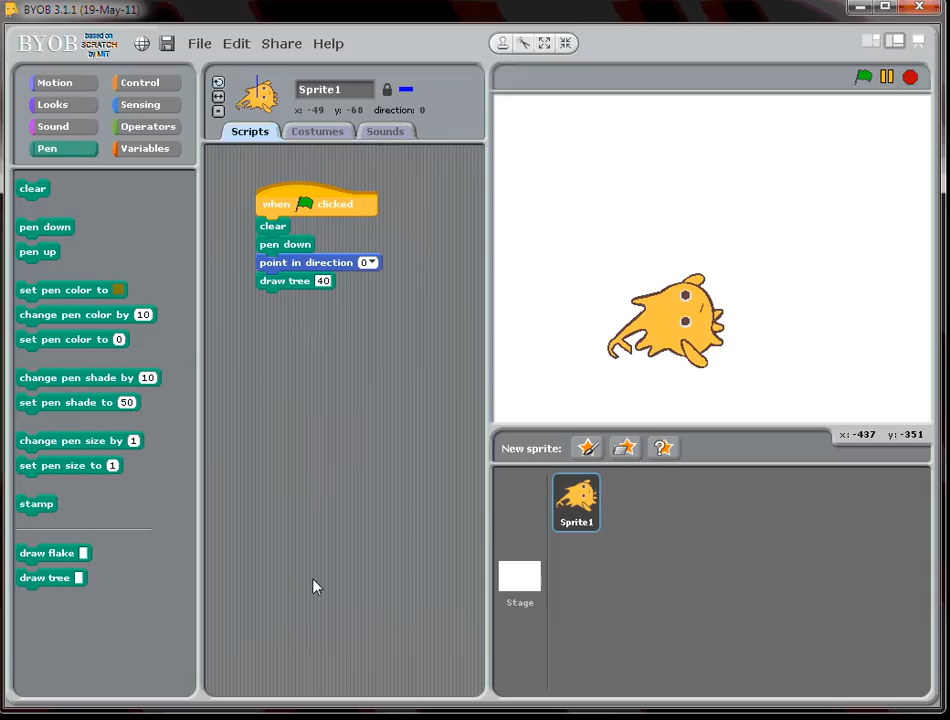 BYOB 3.1.1 (19-May-11)
BYOB based on SCRATCH by MIT File Edit Share Help
Motion Control
Looks Sensing
Sound Operators
Pen Variables
clear
pen down
pen up
set pen color to
change pen color by 10
set pen color to 0
change pen shade by 10
set pen shade to 50
change pen size by 1
set pen size to 1
stamp
draw flake
draw tree
Sprite1
x: -49 y: -68 direction: 0
Scripts Costumes Sounds
when clicked
clear
pen down
point in direction 0
draw tree 40
x: -437 y: -351
New sprite:
Sprite1
Stage